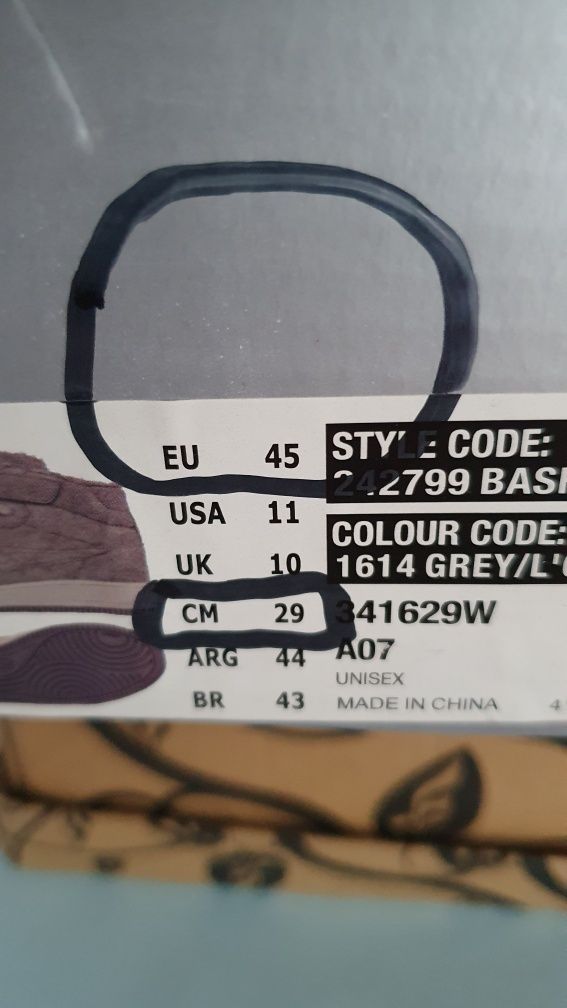 EU 45
USA 11
UK 10
CM 29
ARG 44
BR 43
STYLE CODE:
242799
COLOUR CODE:
1614 GREY/
341629W
A07
UNISEX
MADE IN CHINA